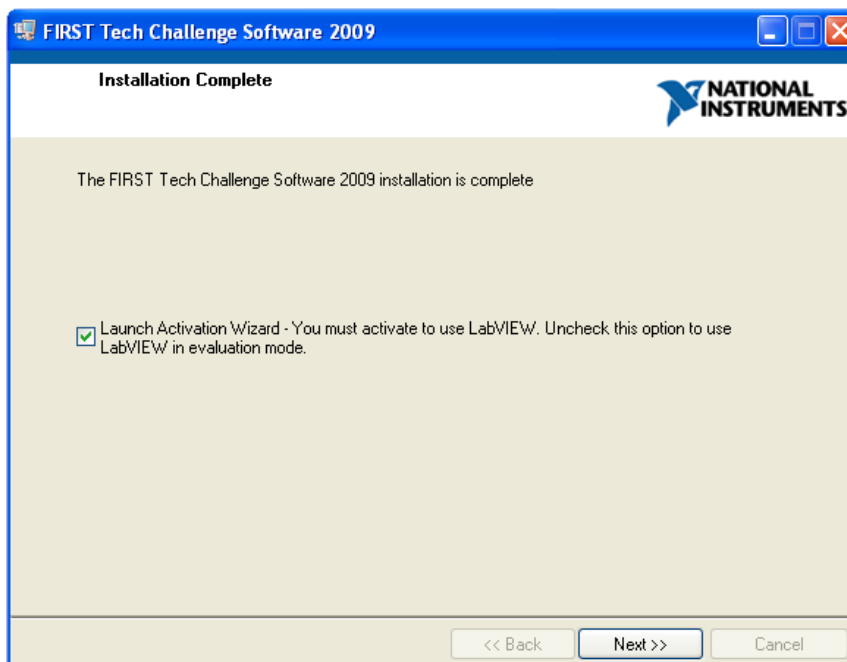 FIRST Tech Challenge Software 2009
Installation Complete
NATIONAL
INSTRUMENTS
The FIRST Tech Challenge Software 2009 installation is complete
Launch Activation Wizard - You must activate to use LabVIEW. Uncheck this option to use
LabVIEW in evaluation mode.
<< Back
Next >>
Cancel